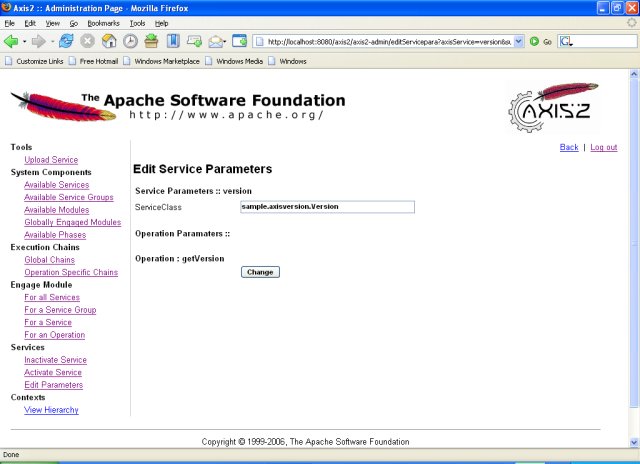 Axis2 :: Administration Page - Mozilla Firefox
File Edit View Go Bookmarks Tools Help
http://localhost:8080/axis2/axis2-admin/editServicepara?axisService=version&su
Go
Customize Links Free Hotmail Windows Marketplace Windows Media Windows
The Apache Software Foundation
http://www.apache.org/
AXIS2
Back | Log out
Tools
Upload Service
System Components
Available Services
Available Service Groups
Available Modules
Globally Engaged Modules
Available Phases
Execution Chains
Global Chains
Operation Specific Chains
Engage Module
For all Services
For a Service Group
For a Service
For an Operation
Services
Inactivate Service
Activate Service
Edit Parameters
Contexts
View Hierarchy
Edit Service Parameters
Service Parameters :: version
ServiceClass sample.axisversion.Version
Operation Paramaters ::
Operation : getVersion
Change
Copyright © 1999-2006, The Apache Software Foundation
Done